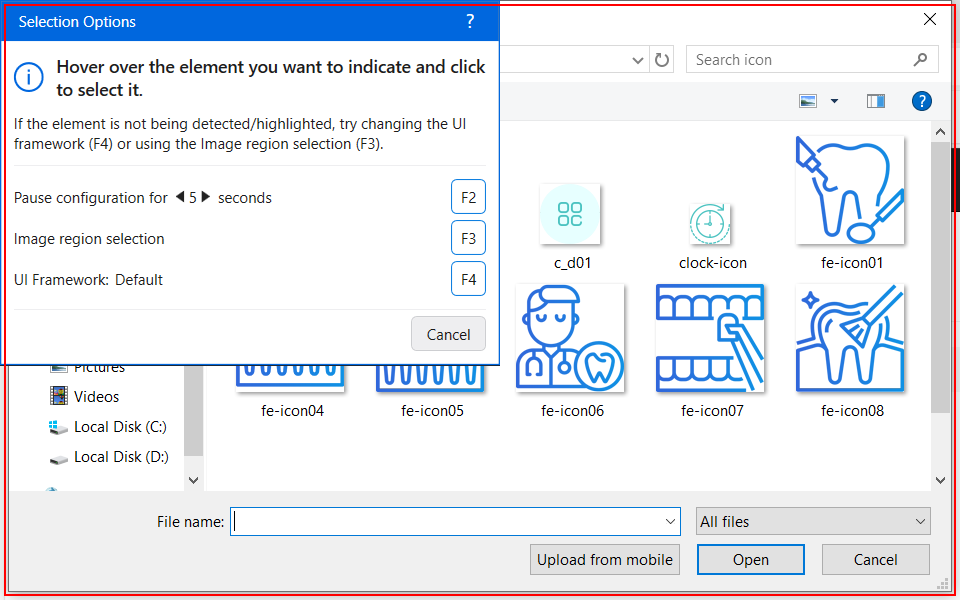 Selection Options
?
Hover over the element you want to indicate and click
to select it.
If the element is not being detected/highlighted, try changing the UI
framework (F4) or using the Image region selection (F3).
Pause configuration for 5 seconds
F2
Image region selection
F3
UI Framework: Default
F4
Cancel
Search icon
?
c_d01
clock-icon
fe-icon01
Pictures
Videos
Local Disk (C:)
Local Disk (D:)
fe-icon04
fe-icon05
fe-icon06
fe-icon07
fe-icon08
File name:
All files
Upload from mobile
Open
Cancel